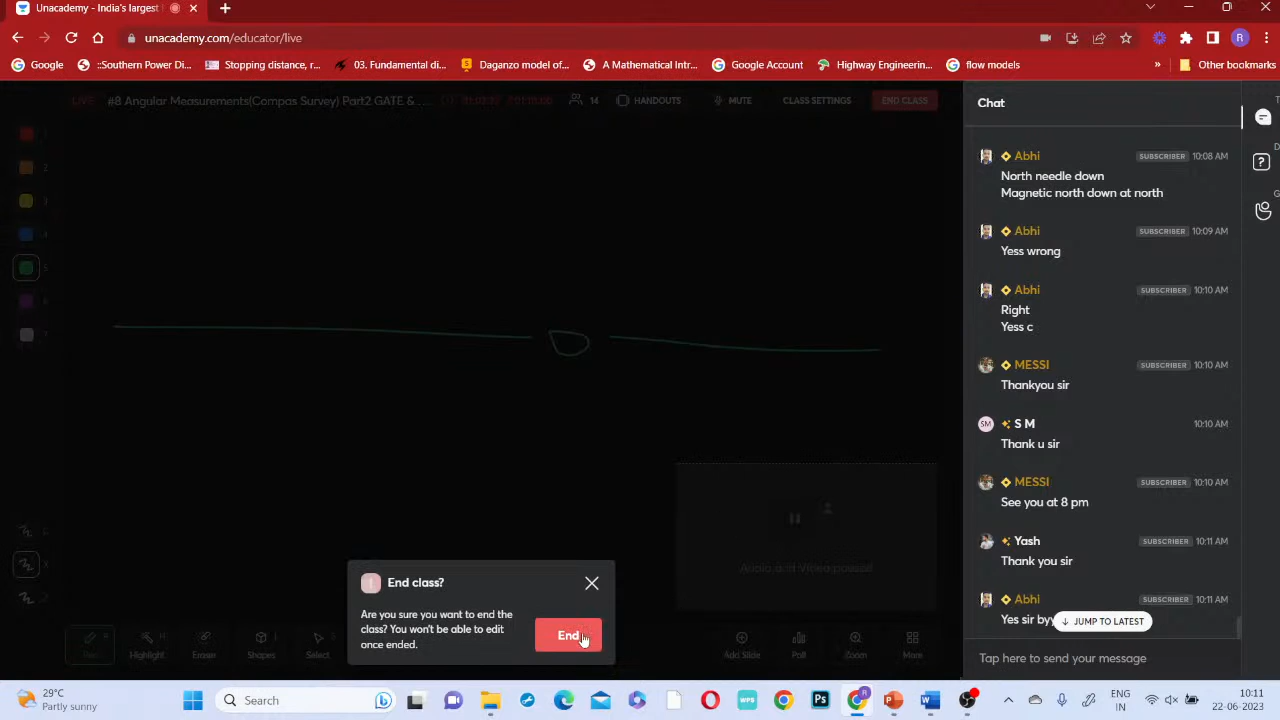 Unacademy - India's largest
unacademy.com/educator/live
Google
::Southern Power Di...
Stopping distance, r...
03. Fundamental di...
Daganzo model of...
A Mathematical Intr...
Google Account
Highway Engineerin...
flow models
»
Other bookmarks
R
LIVE
#8 Angular Measurements(Compas Survey) Part2 GATE & ...
14
HANDOUTS
MUTE
CLASS SETTINGS
END CLASS
Chat
Abhi
SUBSCRIBER
10:08 AM
North needle down
Magnetic north down at north
Abhi
SUBSCRIBER
10:09 AM
Yess wrong
Abhi
SUBSCRIBER
10:10 AM
Right
Yess c
MESSI
SUBSCRIBER
10:10 AM
Thankyou sir
SM
S M
10:10 AM
Thank u sir
MESSI
SUBSCRIBER
10:10 AM
See you at 8 pm
Yash
SUBSCRIBER
10:11 AM
Thank you sir
Abhi
SUBSCRIBER
10:11 AM
Yes sir by
JUMP TO LATEST
Tap here to send your message
Audio and Video paused
End class?
Are you sure you want to end the
class? You won't be able to edit
once ended.
End
Pen
Highlight
Eraser
Shapes
Select
Add Slide
Poll
Zoom
More
29°C
Partly sunny
Search
ENG
IN
10:11
22-06-2023